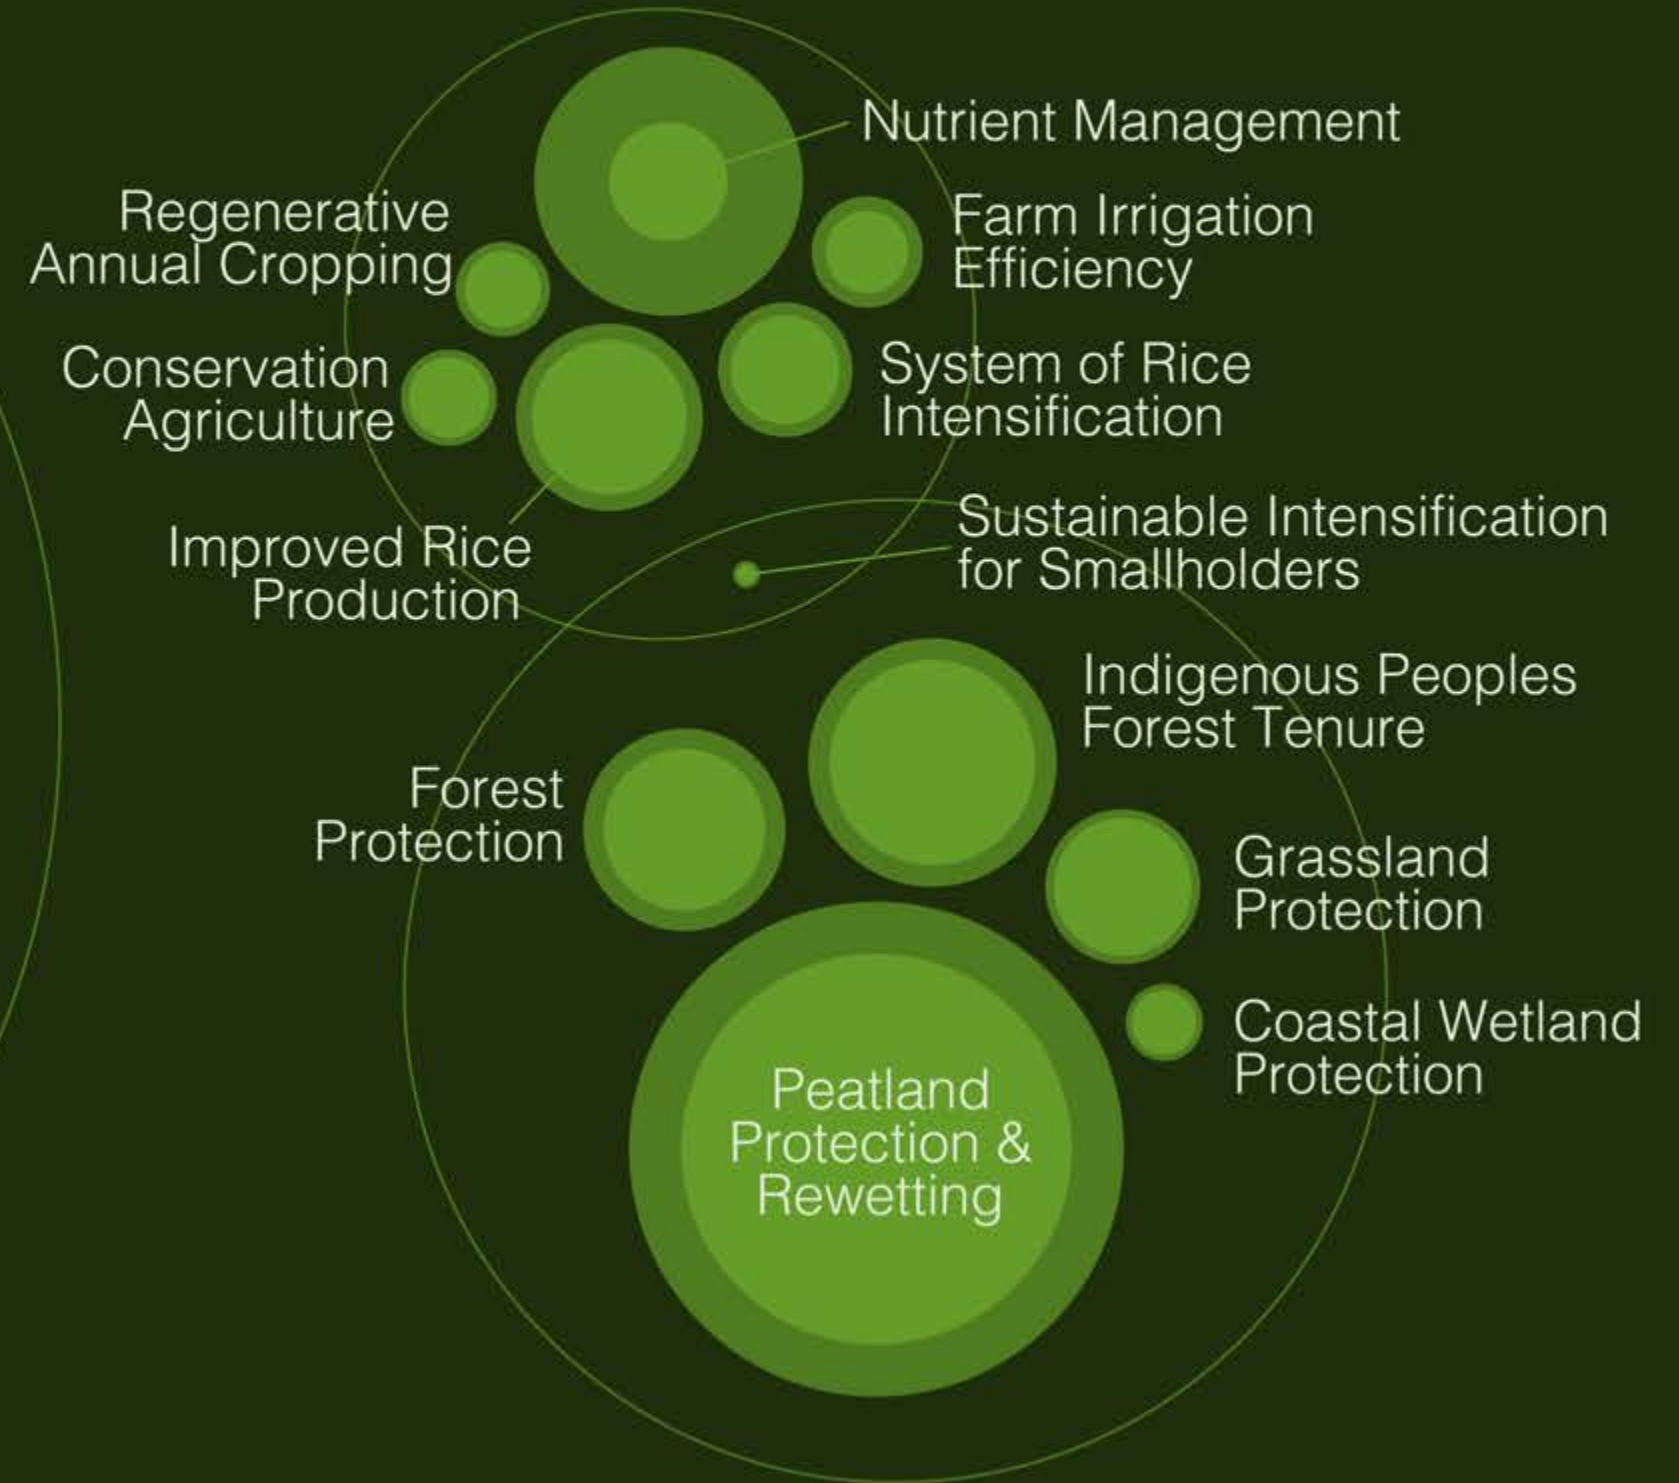 Nutrient Management
Regenerative
Annual Cropping
Farm Irrigation
Efficiency
Conservation
Agriculture
System of Rice
Intensification
Improved Rice
Production
Sustainable Intensification
for Smallholders
Indigenous Peoples
Forest Tenure
Forest
Protection
Grassland
Protection
Coastal Wetland
Protection
Peatland
Protection &
Rewetting